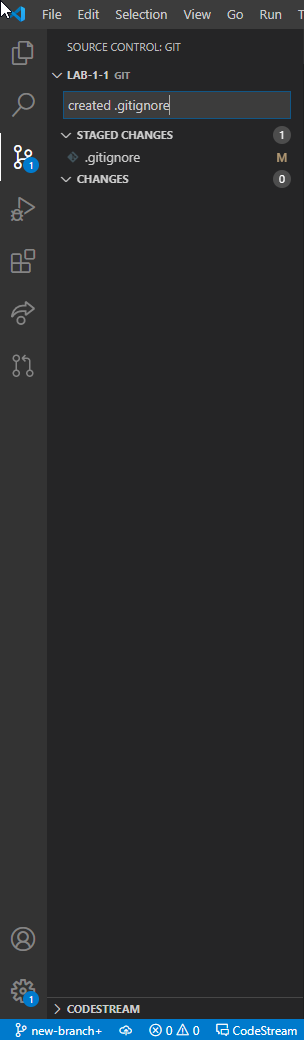 File Edit Selection View Go Run T
SOURCE CONTROL: GIT
LAB-1-1 GIT
created .gitignore
STAGED CHANGES 1
1
.gitignore M
CHANGES 0
1
CODESTREAM
new-branch+ 0 0 CodeStream